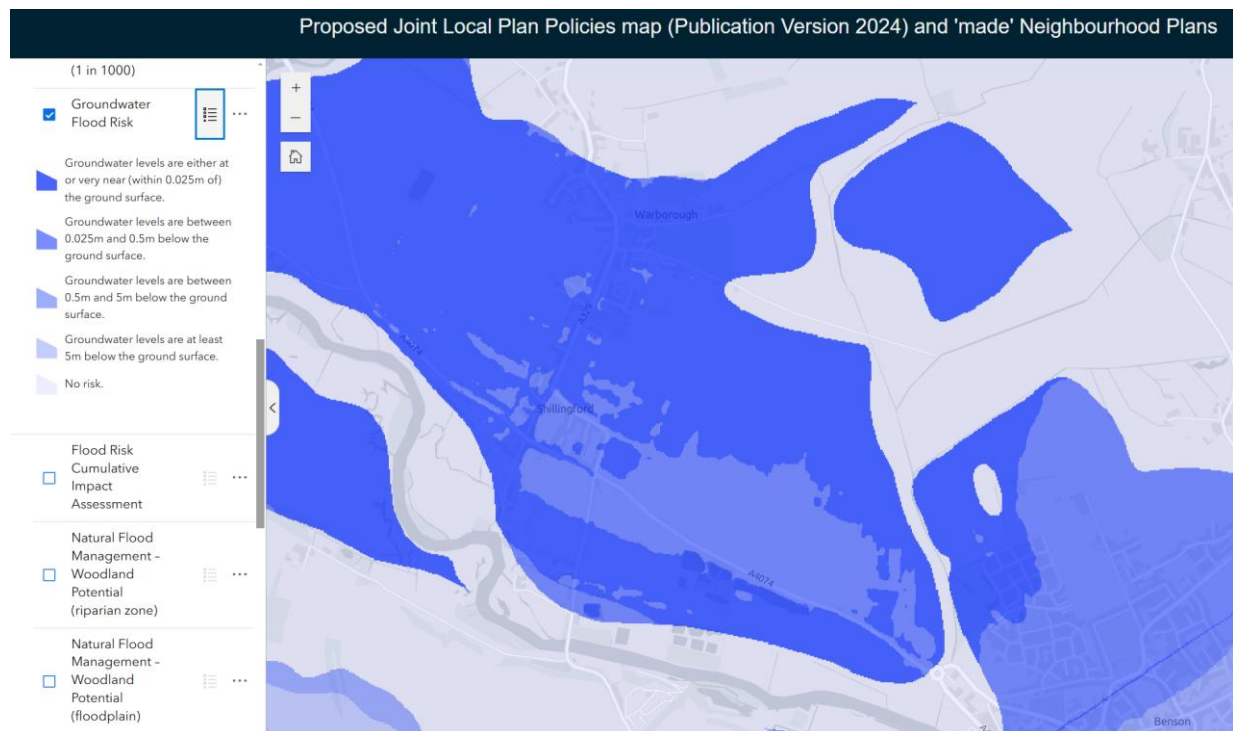 Proposed Joint Local Plan Policies map (Publication Version 2024) and 'made' Neighbourhood Plans
(1 in 1000)
Groundwater
Flood Risk
Groundwater levels are either at
or very near (within 0.025m of)
the ground surface.
Groundwater levels are between
0.025m and 0.5m below the
ground surface.
Groundwater levels are between
0.5m and 5m below the ground
surface.
Groundwater levels are at least
5m below the ground surface.
No risk.
Flood Risk
Cumulative
Impact
Assessment
Natural Flood
Management –
Woodland
Potential
(riparian zone)
Natural Flood
Management –
Woodland
Potential
(floodplain)
Warborough
A329
A4074
Shillingford
A4074
Benson